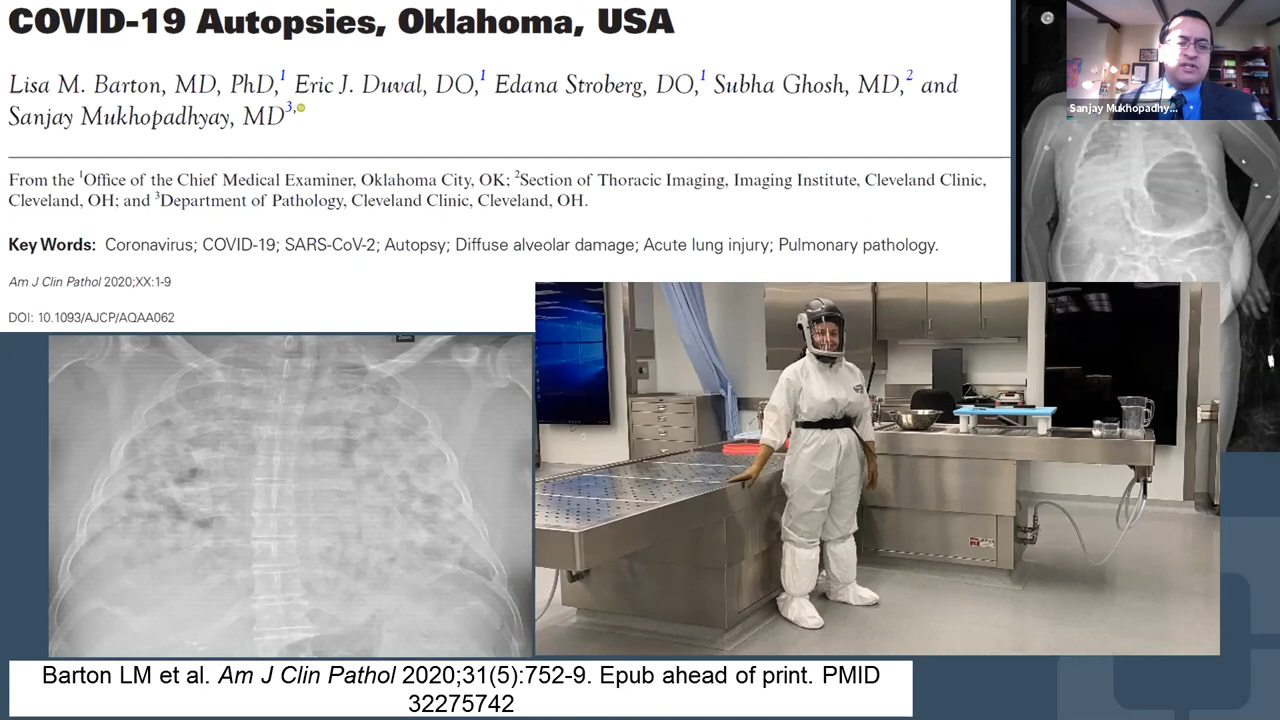 COVID-19 Autopsies, Oklahoma, USA
Lisa M. Barton, MD, PhD,1 Eric J. Duval, DO,1 Edana Stroberg, DO,1 Subha Ghosh, MD,2 and
Sanjay Mukhopadhyay, MD3,
From the 1Office of the Chief Medical Examiner, Oklahoma City, OK; 2Section of Thoracic Imaging, Imaging Institute, Cleveland Clinic,
Cleveland, OH; and 3Department of Pathology, Cleveland Clinic, Cleveland, OH.
Key Words: Coronavirus; COVID-19; SARS-CoV-2; Autopsy; Diffuse alveolar damage; Acute lung injury; Pulmonary pathology.
Am J Clin Pathol 2020;XX:1-9
DOI: 10.1093/AJCP/AQAA062
Sanjay Mukhopadhy...
Zoom
Barton LM et al. Am J Clin Pathol 2020;31(5):752-9. Epub ahead of print. PMID
32275742